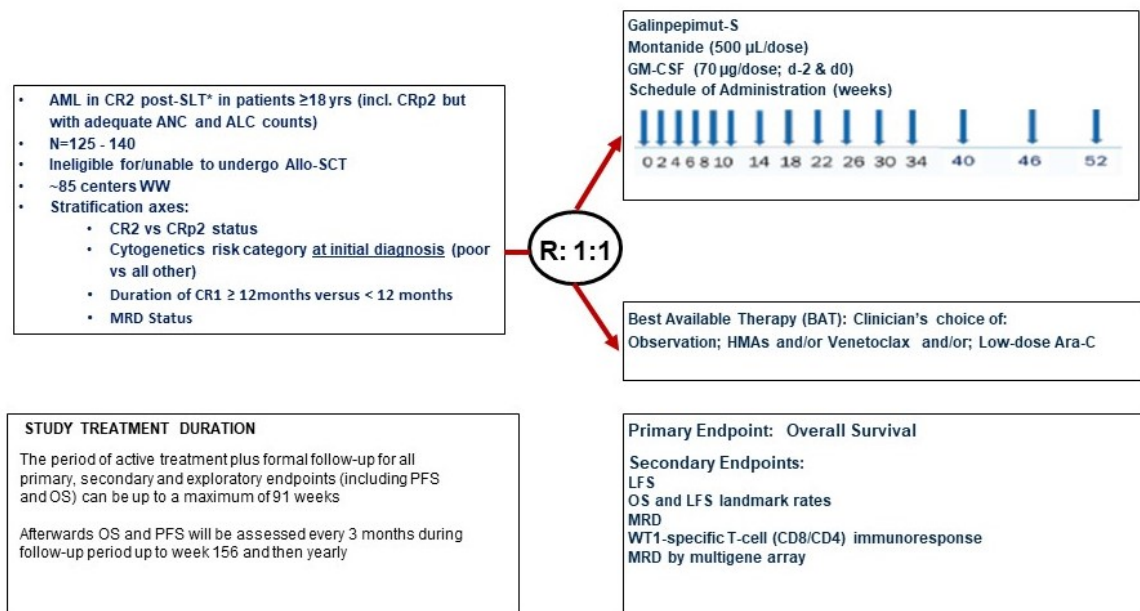 • AML in CR2 post-SLT* in patients ≥18 yrs (incl. CRp2 but
with adequate ANC and ALC counts)
• N=125 - 140
• Ineligible for/unable to undergo Allo-SCT
• ~85 centers WW
• Stratification axes:
• CR2 vs CRp2 status
• Cytogenetics risk category at initial diagnosis (poor
vs all other)
• Duration of CR1 ≥ 12months versus < 12 months
• MRD Status
R: 1:1
Galinpepimut-S
Montanide (500 µL/dose)
GM-CSF (70 µg/dose; d-2 & d0)
Schedule of Administration (weeks)
0 2 4 6 8 10 14 18 22 26 30 34 40 46 52
Best Available Therapy (BAT): Clinician's choice of:
Observation; HMAs and/or Venetoclax and/or; Low-dose Ara-C
STUDY TREATMENT DURATION
The period of active treatment plus formal follow-up for all
primary, secondary and exploratory endpoints (including PFS
and OS) can be up to a maximum of 91 weeks
Afterwards OS and PFS will be assessed every 3 months during
follow-up period up to week 156 and then yearly
Primary Endpoint: Overall Survival
Secondary Endpoints:
LFS
OS and LFS landmark rates
MRD
WT1-specific T-cell (CD8/CD4) immunoresponse
MRD by multigene array